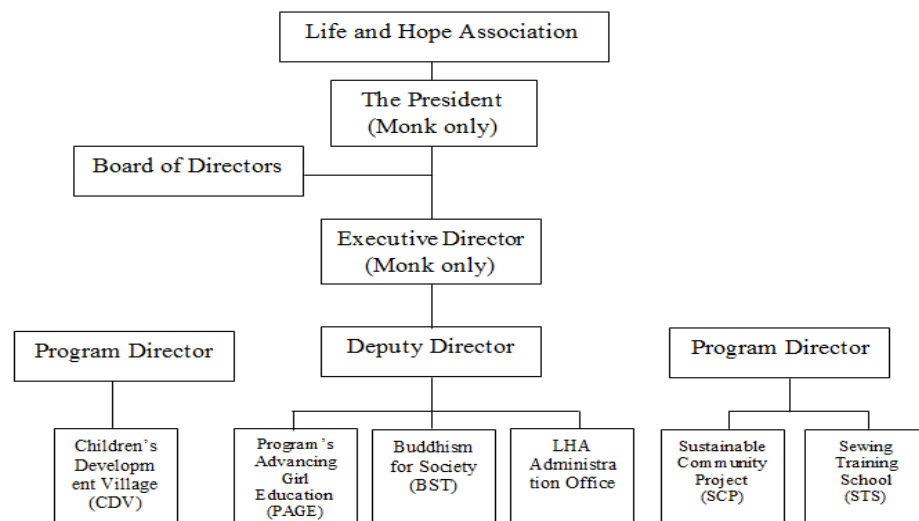 Life and Hope Association
The President
(Monk only)
Board of Directors
Executive Director
(Monk only)
Program Director
Deputy Director
Program Director
Children's
Developm
ent Village
(CDV)
Program's
Advancing
Girl
Education
(PAGE)
Buddhism
for Society
(BST)
LHA
Administra
tion Office
Sustainable
Community
Project
(SCP)
Sewing
Training
School
(STS)